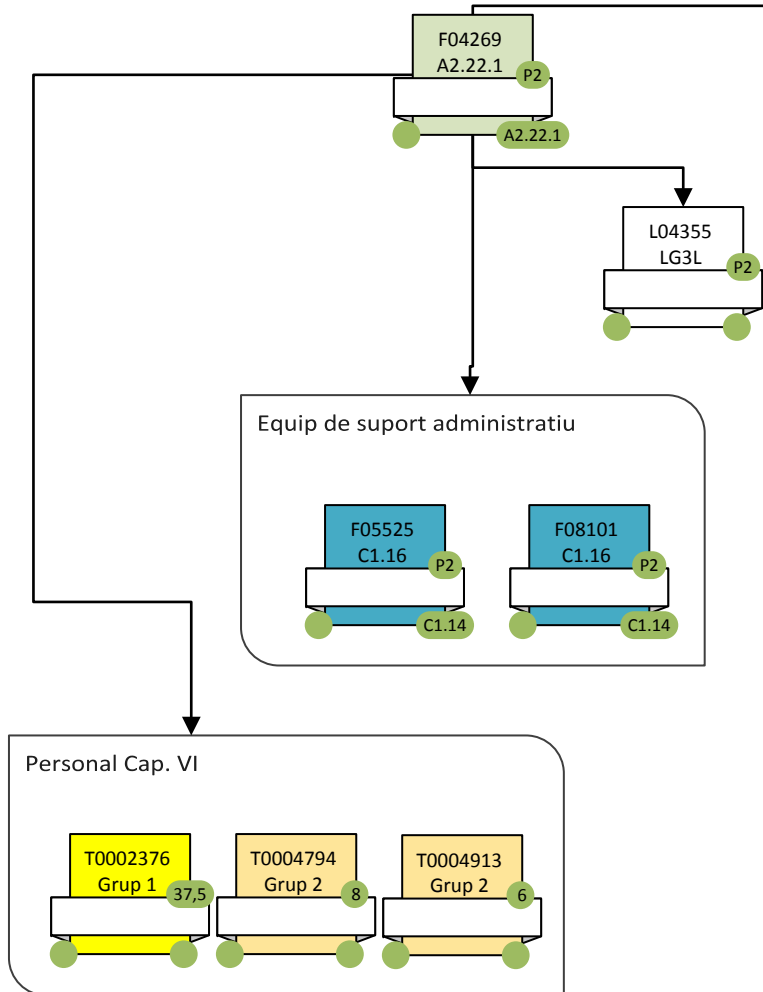 F04269
A2.22.1
P2
A2.22.1
L04355
LG3L
P2
Equip de suport administratiu
F05525
C1.16
P2
C1.14
F08101
C1.16
P2
C1.14
Personal Cap. VI
T0002376
Grup 1
37,5
T0004794
Grup 2
8
T0004913
Grup 2
6